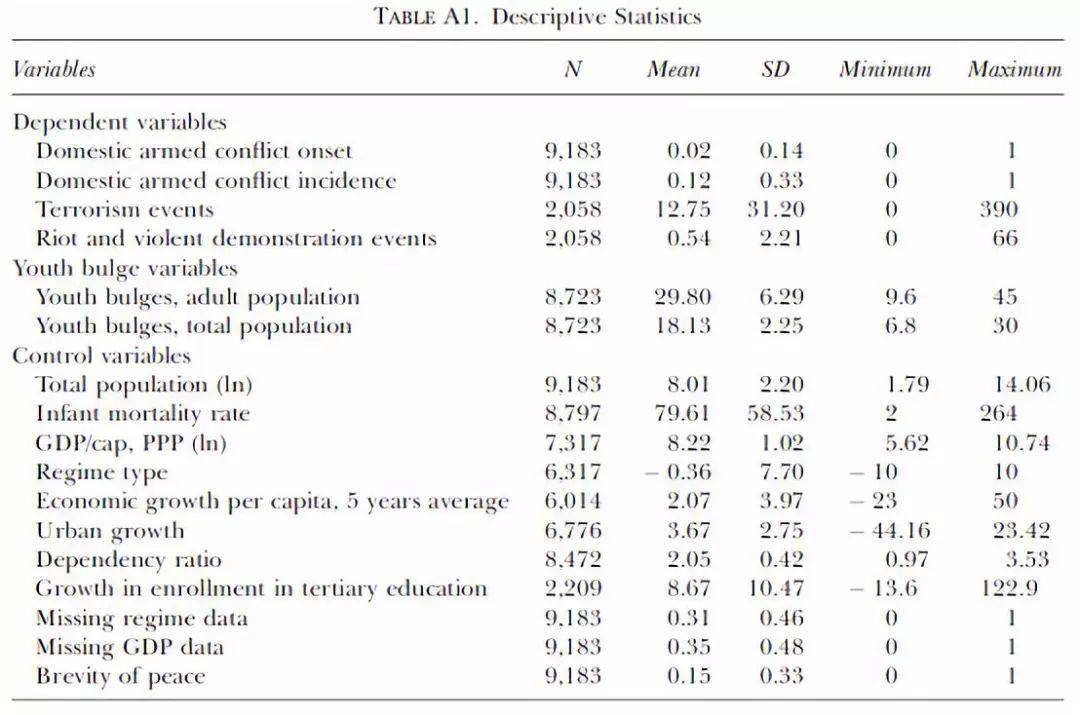 TABLE A1. Descriptive Statistics
Variables N Mean SD Minimum Maximum
Dependent variables
Domestic armed conflict onset 9,183 0.02 0.14 0 1
Domestic armed conflict incidence 9,183 0.12 0.33 0 1
Terrorism events 2,058 12.75 31.20 0 390
Riot and violent demonstration events 2,058 0.54 2.21 0 66
Youth bulge variables
Youth bulges, adult population 8,723 29.80 6.29 9.6 45
Youth bulges, total population 8,723 18.13 2.25 6.8 30
Control variables
Total population (ln) 9,183 8.01 2.20 1.79 14.06
Infant mortality rate 8,797 79.61 58.53 2 264
GDP/cap, PPP (ln) 7,317 8.22 1.02 5.62 10.74
Regime type 6,317 − 0.36 7.70 − 10 10
Economic growth per capita, 5 years average 6,014 2.07 3.97 − 23 50
Urban growth 6,776 3.67 2.75 − 44.16 23.42
Dependency ratio 8,472 2.05 0.42 0.97 3.53
Growth in enrollment in tertiary education 2,209 8.67 10.47 − 13.6 122.9
Missing regime data 9,183 0.31 0.46 0 1
Missing GDP data 9,183 0.35 0.48 0 1
Brevity of peace 9,183 0.15 0.33 0 1